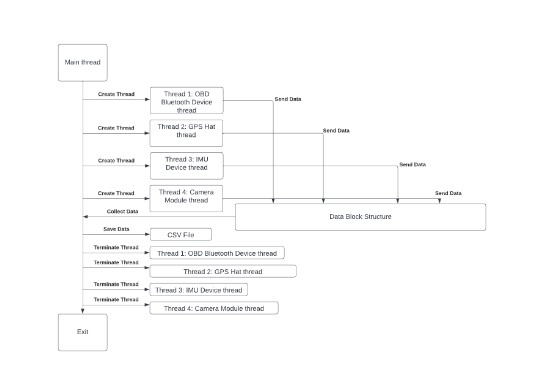 Main thread
Create Thread
Thread 1: OBD
Bluetooth Device
thread
Send Data
Create Thread
Thread 2: GPS Hat
thread
Send Data
Create Thread
Thread 3: IMU
Device thread
Send Data
Create Thread
Thread 4: Camera
Module thread
Send Data
Collect Data
Data Block Structure
Save Data
CSV File
Terminate Thread
Thread 1: OBD Bluetooth Device thread
Terminate Thread
Thread 2: GPS Hat thread
Terminate Thread
Thread 3: IMU Device thread
Terminate Thread
Thread 4: Camera Module thread
Exit